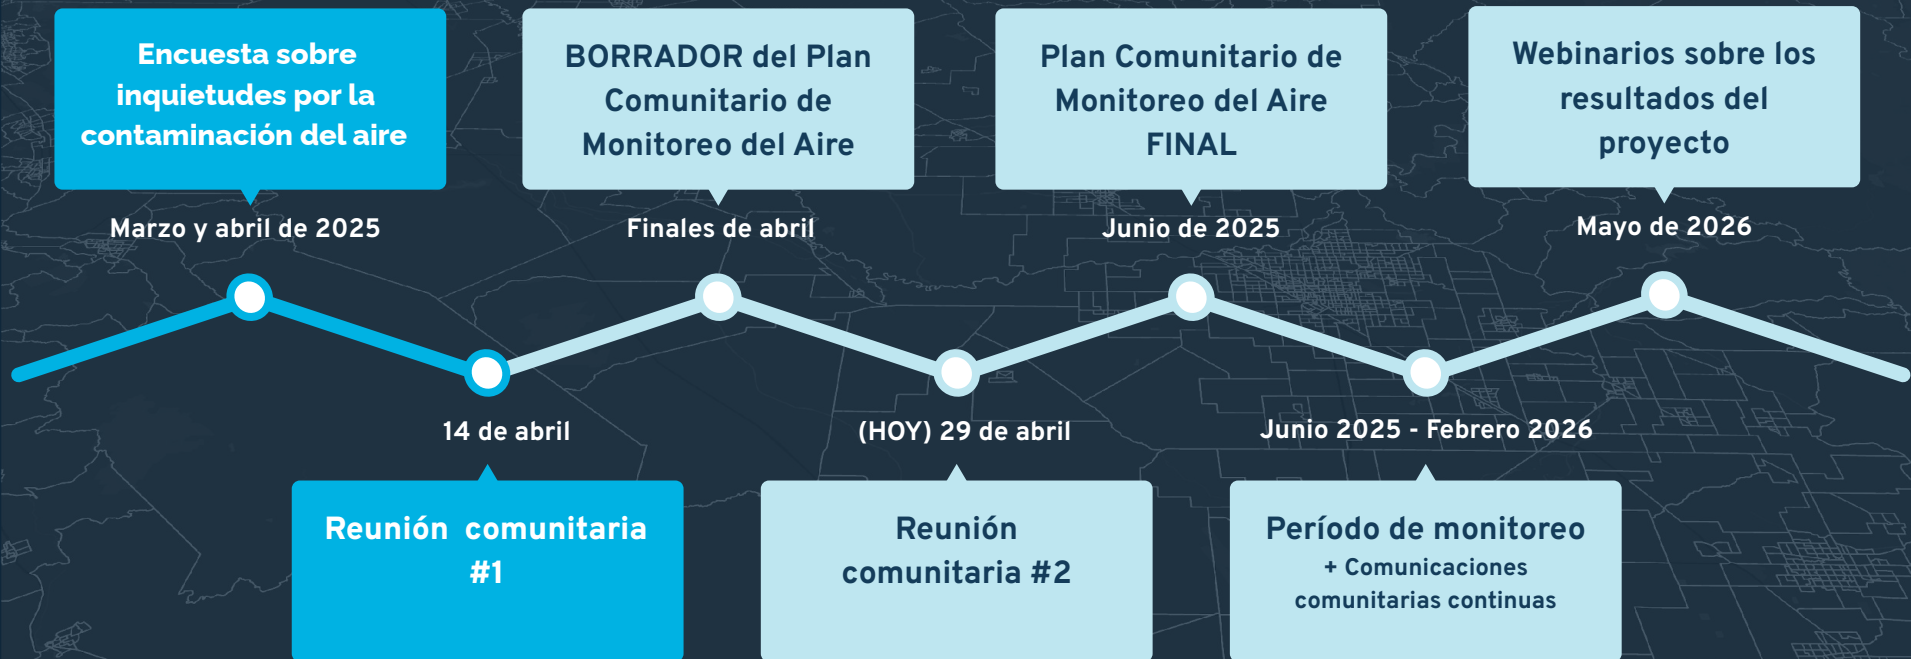 Encuesta sobre
inquietudes por la
contaminación del aire
Marzo y abril de 2025
14 de abril
Reunión comunitaria
#1
BORRADOR del Plan
Comunitario de
Monitoreo del Aire
Finales de abril
(HOY) 29 de abril
Reunión
comunitaria #2
Plan Comunitario de
Monitoreo del Aire
FINAL
Junio de 2025
Junio 2025 - Febrero 2026
Período de monitoreo
+ Comunicaciones
comunitarias continuas
Webinarios sobre los
resultados del
proyecto
Mayo de 2026